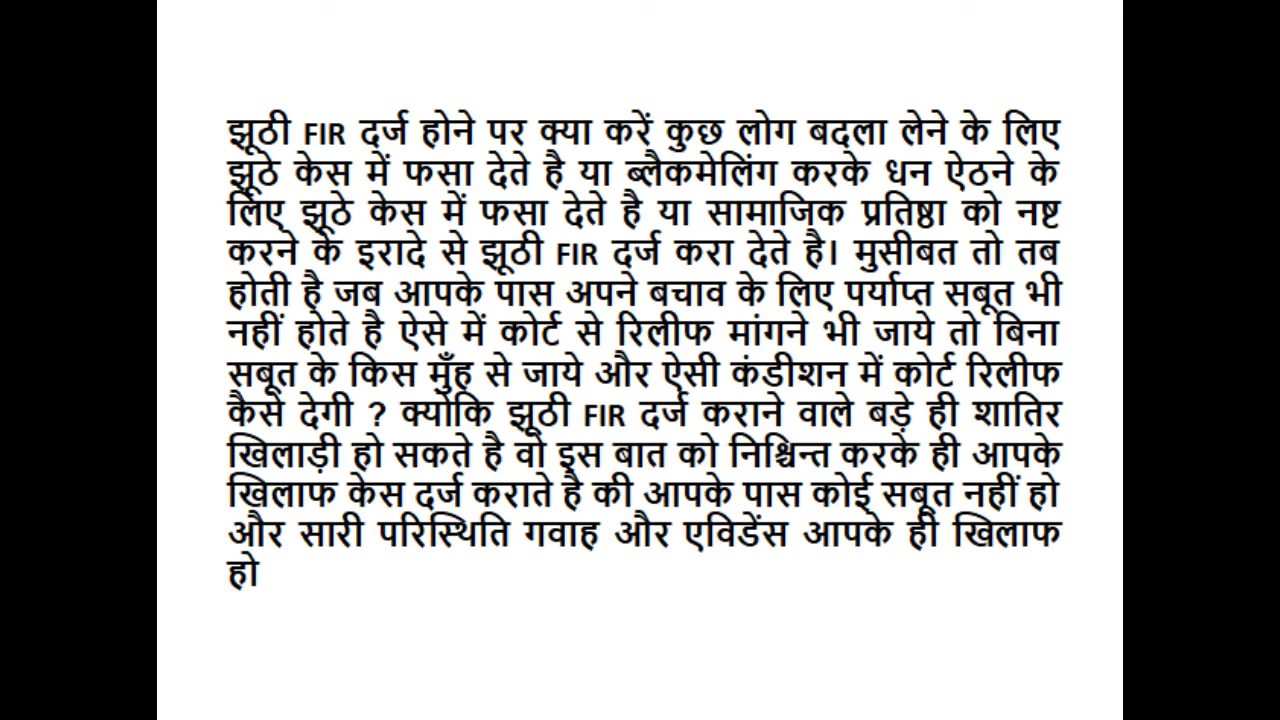 झूठी FIR दर्ज होने पर क्या करें कुछ लोग बदला लेने के लिए
झूठे केस में फसा देते है या ब्लैकमेलिंग करके धन ऐठने के
लिए झूठे केस में फसा देते है या सामाजिक प्रतिष्ठा को नष्ट
करने के इरादे से झूठी FIR दर्ज करा देते है। मुसीबत तो तब
होती है जब आपके पास अपने बचाव के लिए पर्याप्त सबूत भी
नहीं होते है ऐसे में कोर्ट से रिलीफ मांगने भी जाये तो बिना
सबूत के किस मुँह से जाये और ऐसी कंडीशन में कोर्ट रिलीफ
कैसे देगी ? क्योकि झूठी FIR दर्ज कराने वाले बड़े ही शातिर
खिलाड़ी हो सकते है वो इस बात को निश्चिन्त करके ही आपके
खिलाफ केस दर्ज कराते है की आपके पास कोई सबूत नहीं हो
और सारी परिस्थिति गवाह और एविडेंस आपके ही खिलाफ
हो